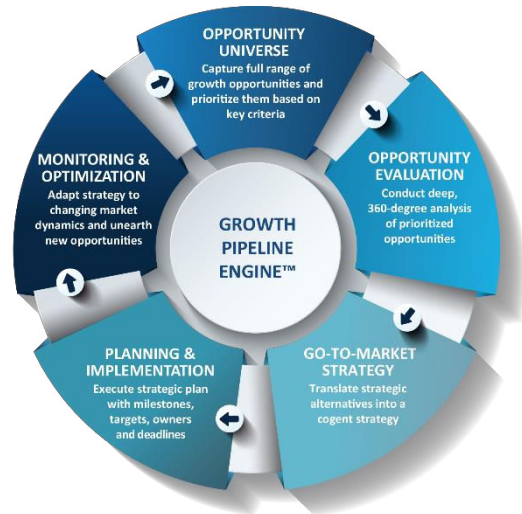 OPPORTUNITY
UNIVERSE
Capture full range of
growth opportunities and
prioritize them based on
key criteria
OPPORTUNITY
EVALUATION
Conduct deep,
360-degree analysis
of prioritized
opportunities
GO-TO-MARKET
STRATEGY
Translate strategic
alternatives into a
cogent strategy
PLANNING &
IMPLEMENTATION
Execute strategic plan
with milestones,
targets, owners
and deadlines
MONITORING &
OPTIMIZATION
Adapt strategy to
changing market
dynamics and unearth
new opportunities
GROWTH
PIPELINE
ENGINE™